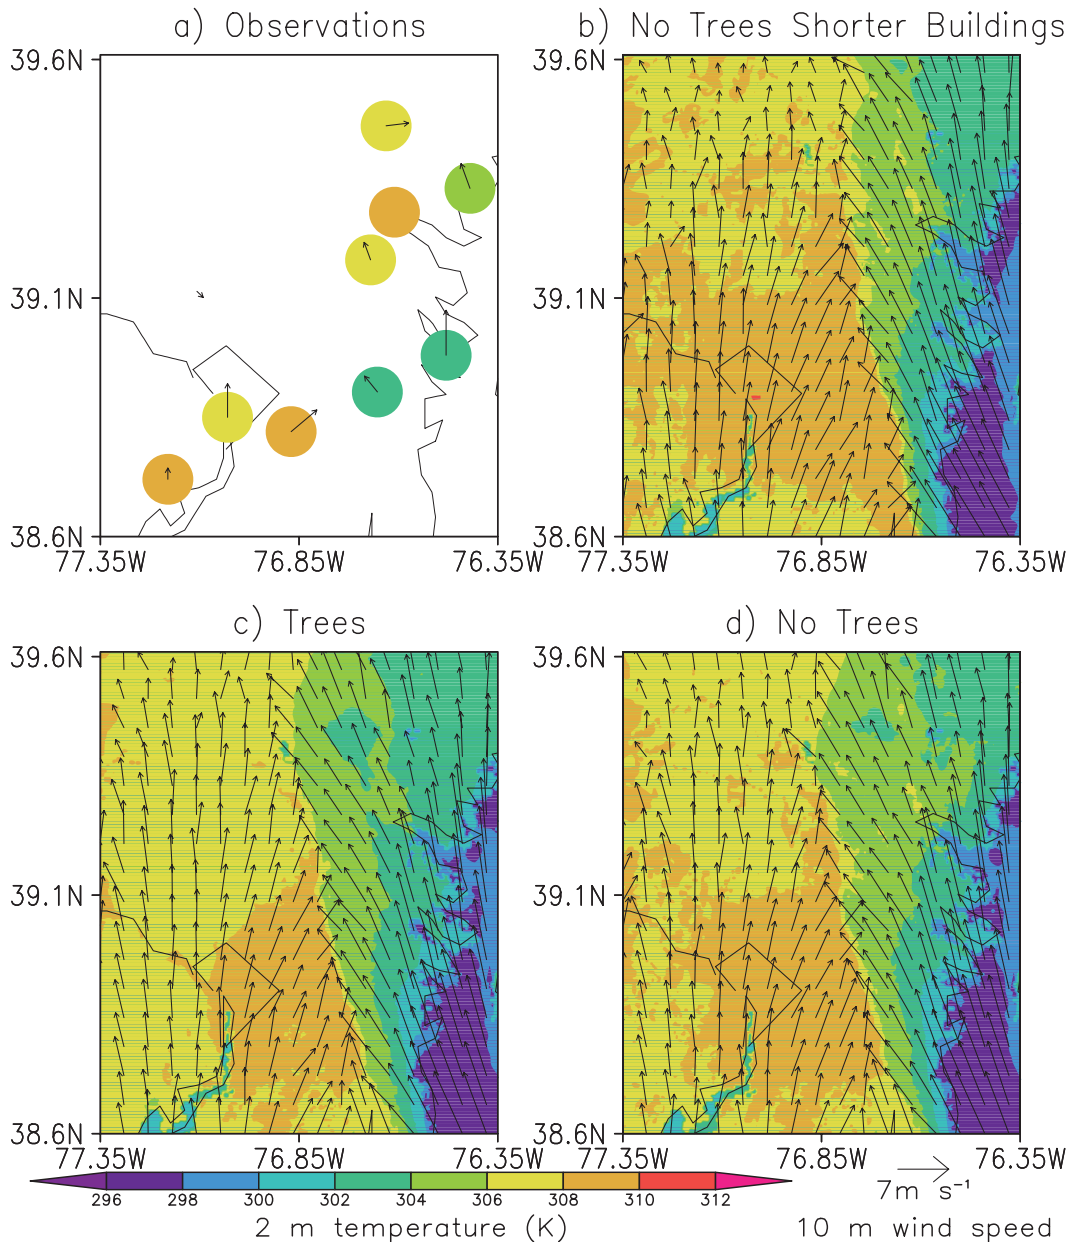 a) Observations
b) No Trees Shorter Buildings
39.6N
39.6N
39.1N
39.1N
38.6N
38.6N
77.35W
76.85W
76.35W
77.35W
76.85W
76.35W
c) Trees
d) No Trees
39.6N
39.6N
39.1N
39.1N
38.6N
38.6N
77.35W
76.85W
76.35W
77.35W
76.85W
76.35W
296 298 300 302 304 306 308 310 312
7m s⁻¹
2 m temperature (K)
10 m wind speed